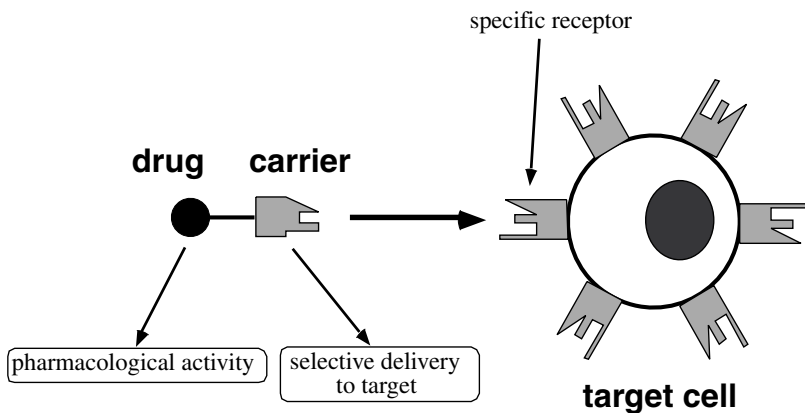 specific receptor
drug
carrier
pharmacological activity
selective delivery
to target
target cell